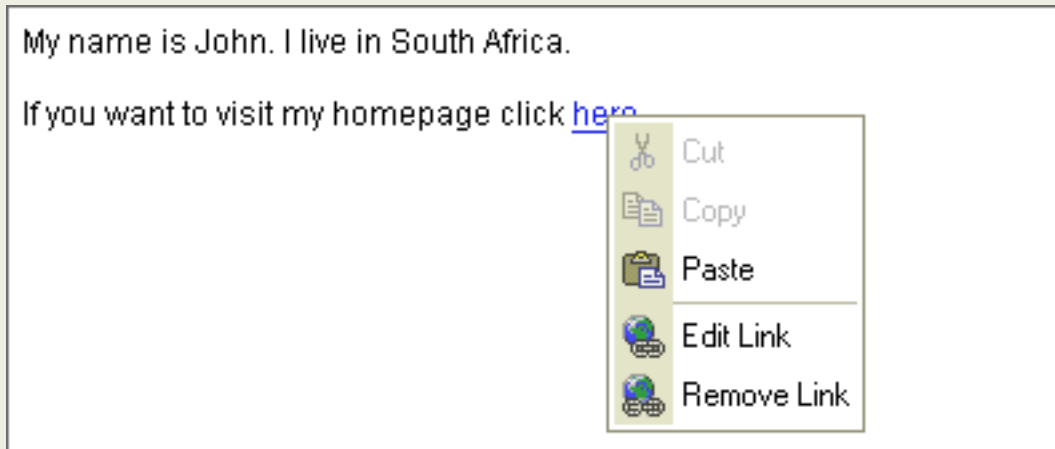 My name is John. I live in South Africa.
If you want to visit my homepage click here
Cut
Copy
Paste
Edit Link
Remove Link